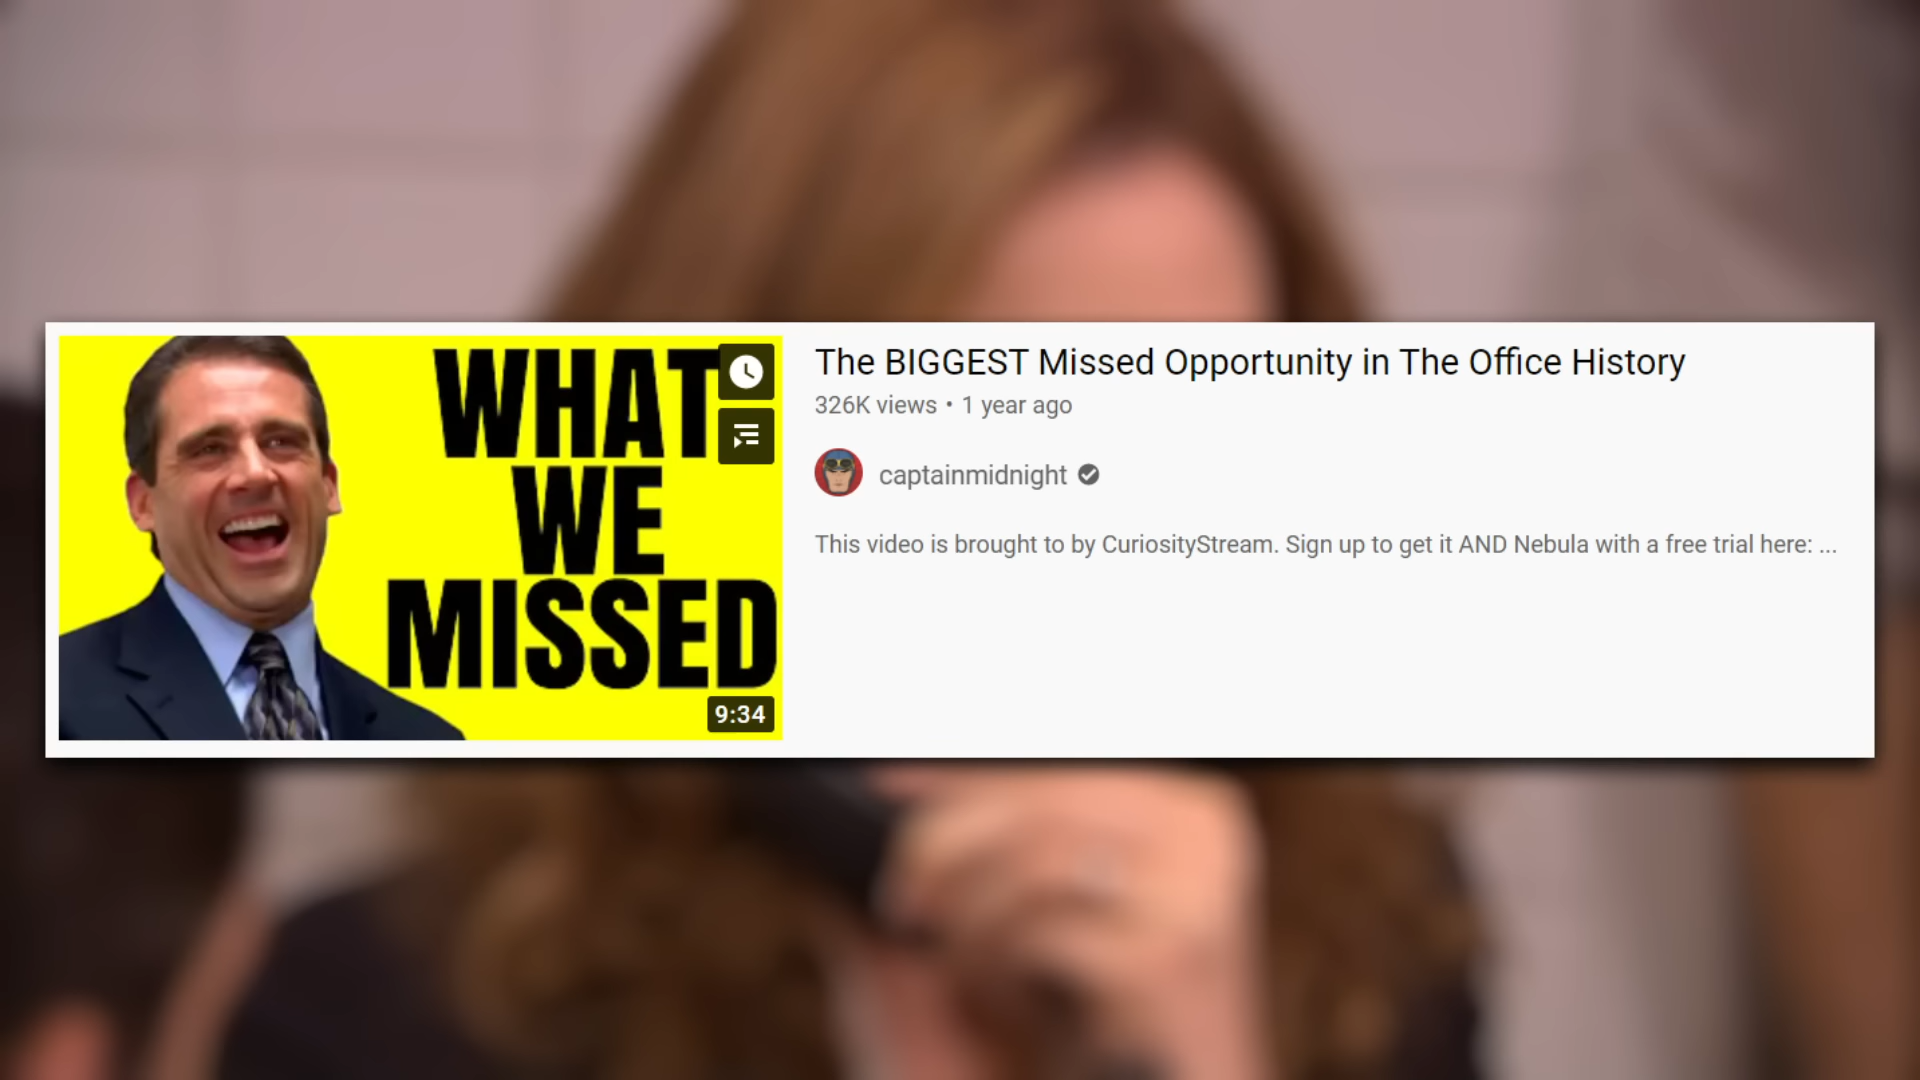 WHAT
WE
MISSED
9:34
The BIGGEST Missed Opportunity in The Office History
326K views • 1 year ago
captainmidnight
This video is brought to by CuriosityStream. Sign up to get it AND Nebula with a free trial here: ...